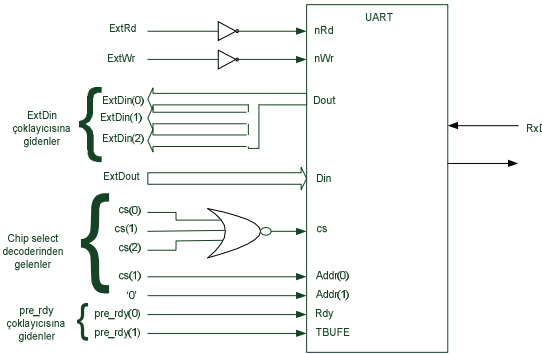 UART
ExtRd
nRd
ExtWr
nWr
ExtDin
çoklayıcısına
gidenler
ExtDin(0)
ExtDin(1)
ExtDin(2)
Dout
RxD
ExtDout
Din
Chip select
decoderinden
gelenler
cs(0)
cs(1)
cs(2)
cs
cs(1)
Addr(0)
'0'
Addr(1)
pre_rdy
çoklayıcısına
gidenler
pre_rdy(0)
Rdy
pre_rdy(1)
TBUFE